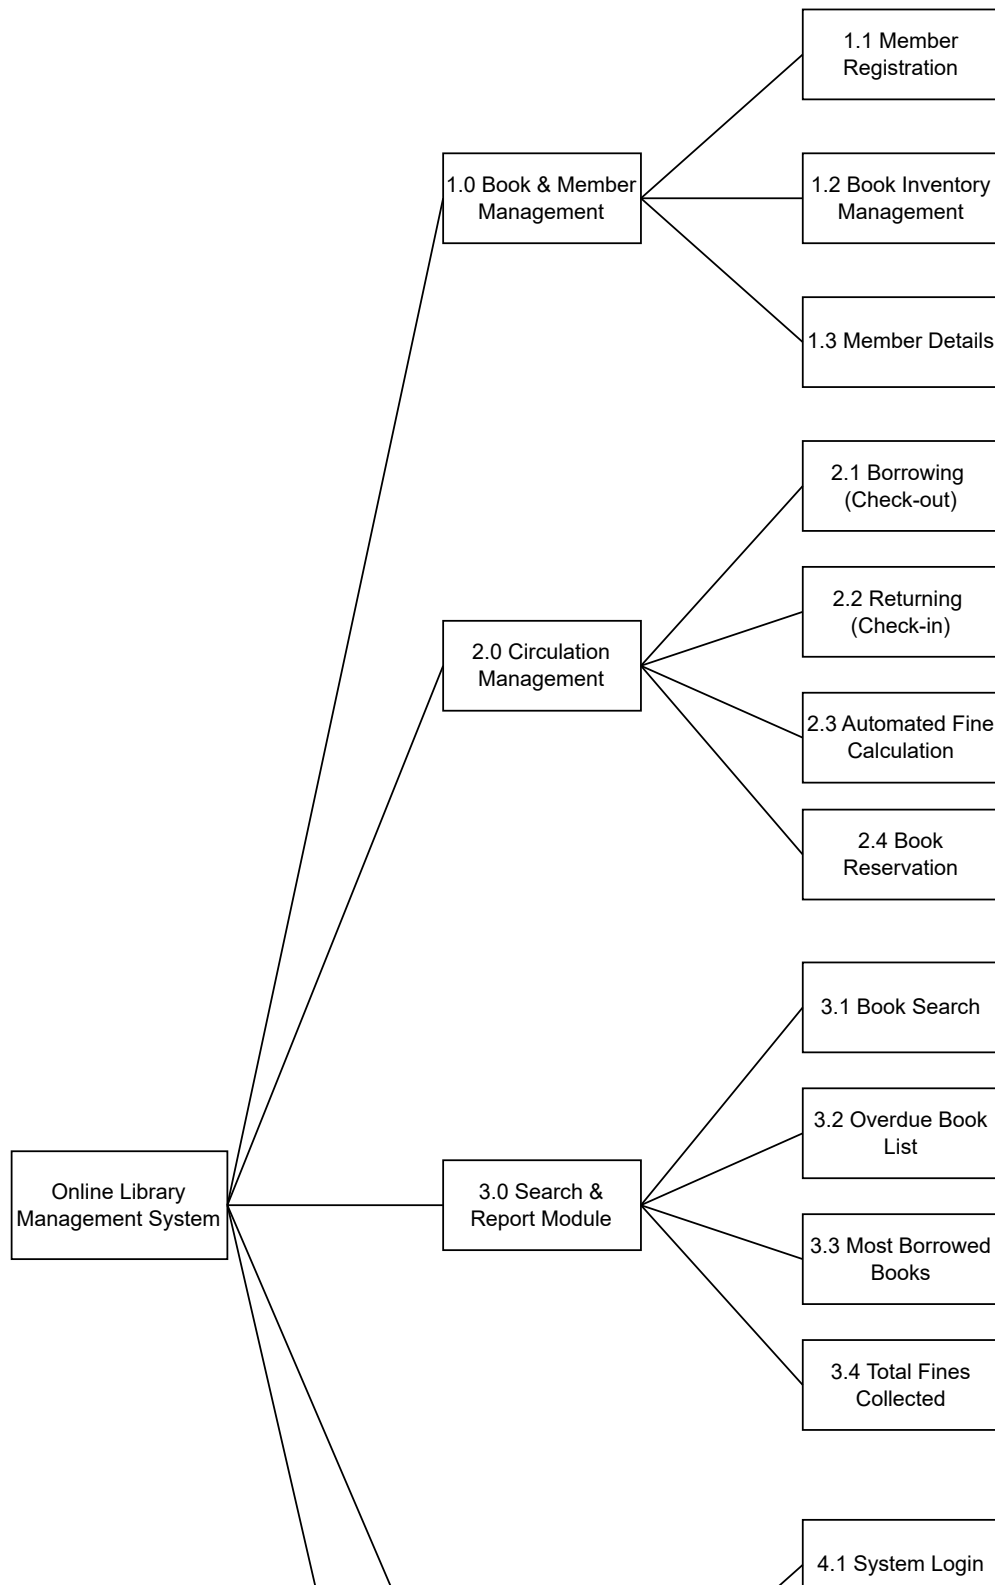 1.1 Member
Registration
1.0 Book & Member
Management
1.2 Book Inventory
Management
1.3 Member Details
2.1 Borrowing
(Check-out)
2.2 Returning
(Check-in)
2.0 Circulation
Management
2.3 Automated Fine
Calculation
2.4 Book
Reservation
3.1 Book Search
3.2 Overdue Book
List
Online Library
Management System
3.0 Search &
Report Module
3.3 Most Borrowed
Books
3.4 Total Fines
Collected
4.1 System Login